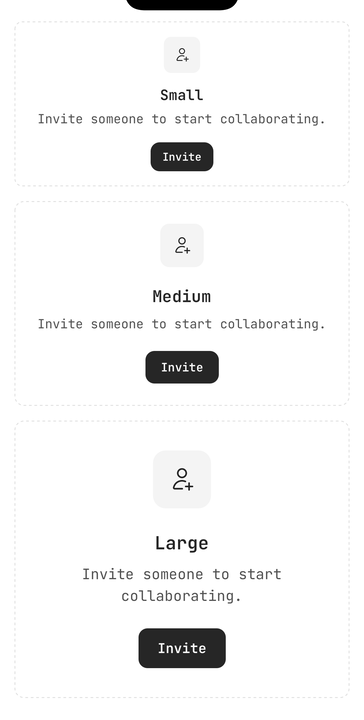 Small
Invite someone to start collaborating.
Invite
Medium
Invite someone to start collaborating.
Invite
Large
Invite someone to start
collaborating.
Invite